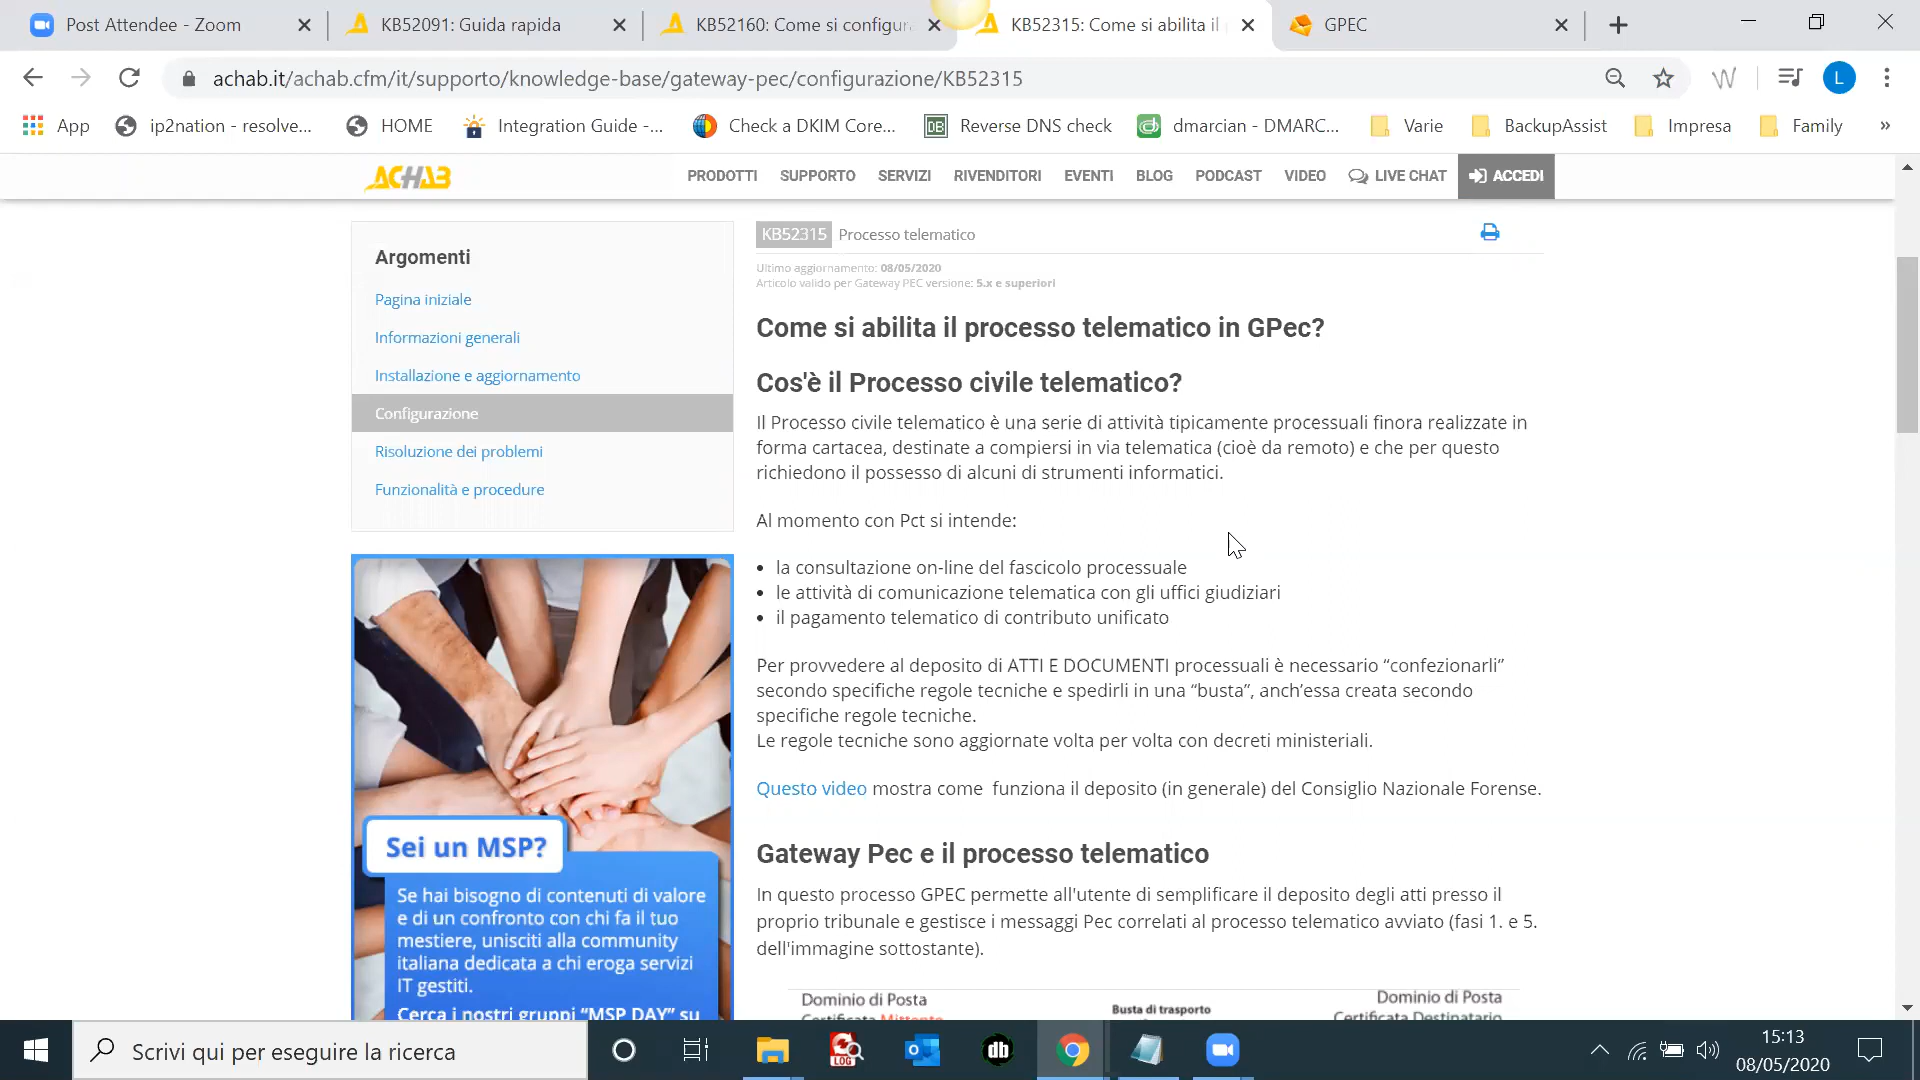 Post Attendee - Zoom
KB52091: Guida rapida
KB52160: Come si configura
KB52315: Come si abilita il
GPEC
achab.it/achab.cfm/it/supporto/knowledge-base/gateway-pec/configurazione/KB52315
L
App
ip2nation - resolve...
HOME
Integration Guide -...
Check a DKIM Core...
DB
Reverse DNS check
dmarcian - DMARC...
Varie
BackupAssist
Impresa
Family
»
ACHAB
PRODOTTI
SUPPORTO
SERVIZI
RIVENDITORI
EVENTI
BLOG
PODCAST
VIDEO
LIVE CHAT
ACCEDI
Argomenti
Pagina iniziale
Informazioni generali
Installazione e aggiornamento
Configurazione
Risoluzione dei problemi
Funzionalità e procedure
Sei un MSP?
Se hai bisogno di contenuti di valore
e di un confronto con chi fa il tuo
mestiere, unisciti alla community
italiana dedicata a chi eroga servizi
IT gestiti.
Cerca i nostri gruppi “MSP DAY” su
KB52315 Processo telematico
Ultimo aggiornamento: 08/05/2020
Articolo valido per Gateway PEC versione: 5.x e superiori
Come si abilita il processo telematico in GPec?
Cos'è il Processo civile telematico?
Il Processo civile telematico è una serie di attività tipicamente processuali finora realizzate in
forma cartacea, destinate a compiersi in via telematica (cioè da remoto) e che per questo
richiedono il possesso di alcuni di strumenti informatici.
Al momento con Pct si intende:
• la consultazione on-line del fascicolo processuale
• le attività di comunicazione telematica con gli uffici giudiziari
• il pagamento telematico di contributo unificato
Per provvedere al deposito di ATTI E DOCUMENTI processuali è necessario “confezionarli”
secondo specifiche regole tecniche e spedirli in una “busta”, anch’essa creata secondo
specifiche regole tecniche.
Le regole tecniche sono aggiornate volta per volta con decreti ministeriali.
Questo video mostra come funziona il deposito (in generale) del Consiglio Nazionale Forense.
Gateway Pec e il processo telematico
In questo processo GPEC permette all'utente di semplificare il deposito degli atti presso il
proprio tribunale e gestisce i messaggi Pec correlati al processo telematico avviato (fasi 1. e 5.
dell'immagine sottostante).
Dominio di Posta
Certificata Mittente
Busta di trasporto
Dominio di Posta
Certificata Destinatario
Scrivi qui per eseguire la ricerca
LOG
db
15:13
08/05/2020